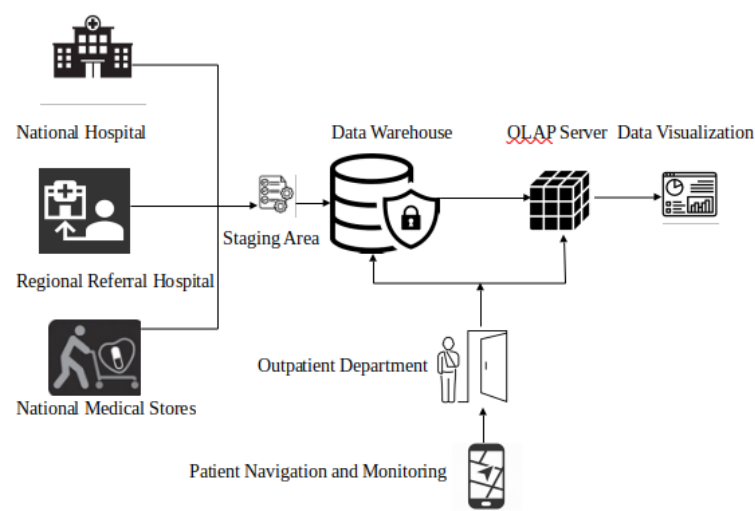 National Hospital
Data Warehouse
OLAP Server
Data Visualization
Staging Area
Regional Referral Hospital
Outpatient Department
National Medical Stores
Patient Navigation and Monitoring